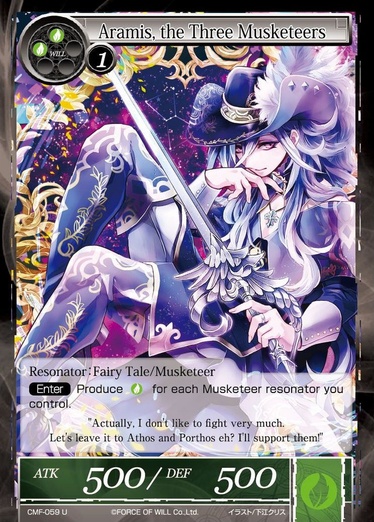 Aramis, the Three Musketeers
WILL
1
Resonator:Fairy Tale/Musketeer
Enter Produce for each Musketeer resonator you
control.
"Actually, I don't like to fight very much.
Let's leave it to Athos and Porthos eh? I'll support them!"
ATK 500/ DEF 500
CMF-059 U ©FORCE OF WILL Co.,Ltd. イラスト/下江クリス